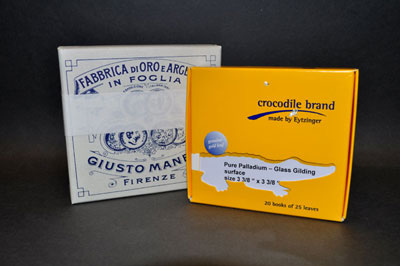 FABBRICA DI ORO E ARGE
IN FOGLIA
GIUSTO MANE
FIRENZE
crocodile brand
made by Eytzinger
Pure Palladium – Glass Gilding
surface
size 3 3/8 " x 3 3/8 "
20 books of 25 leaves